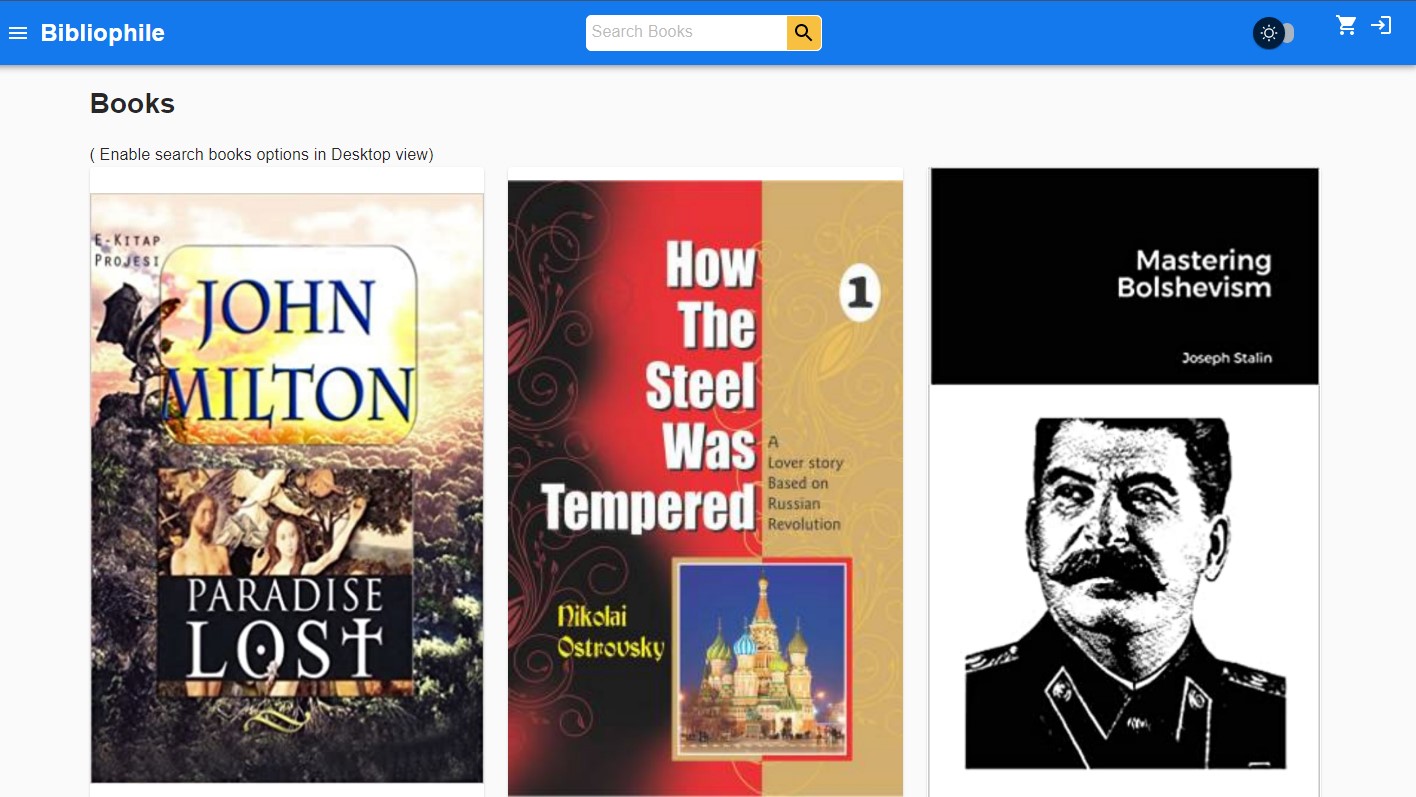 Bibliophile
Search Books
Books
( Enable search books options in Desktop view)
E-KITAP
PROJESI
JOHN
MILTON
PARADISE
LOST
How
The
Steel
Was
Tempered
1
A
Lover story
Based on
Russian
Revolution
Nikolai
Ostrovsky
Mastering
Bolshevism
Joseph Stalin